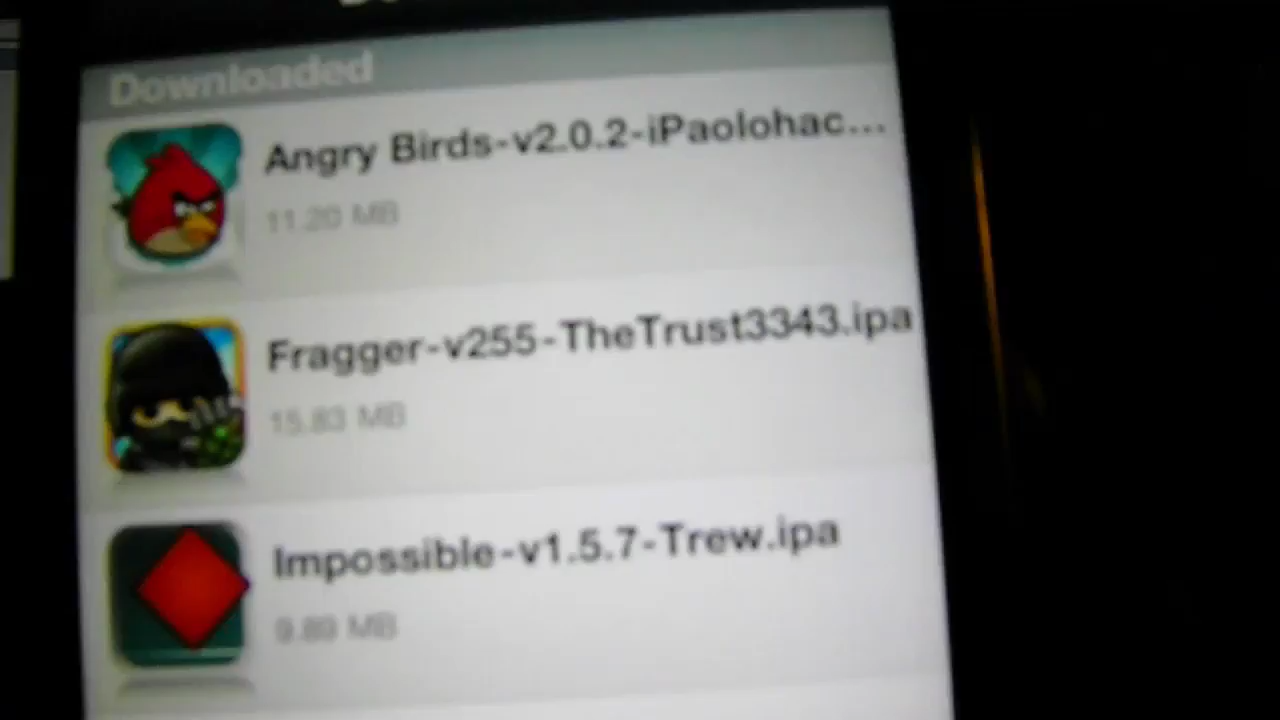 Downloaded
Angry Birds-v2.0.2-iPaolohac...
11.20 MB
Fragger-v255-TheTrust3343.ipa
15.83 MB
Impossible-v1.5.7-Trew.ipa
9.89 MB